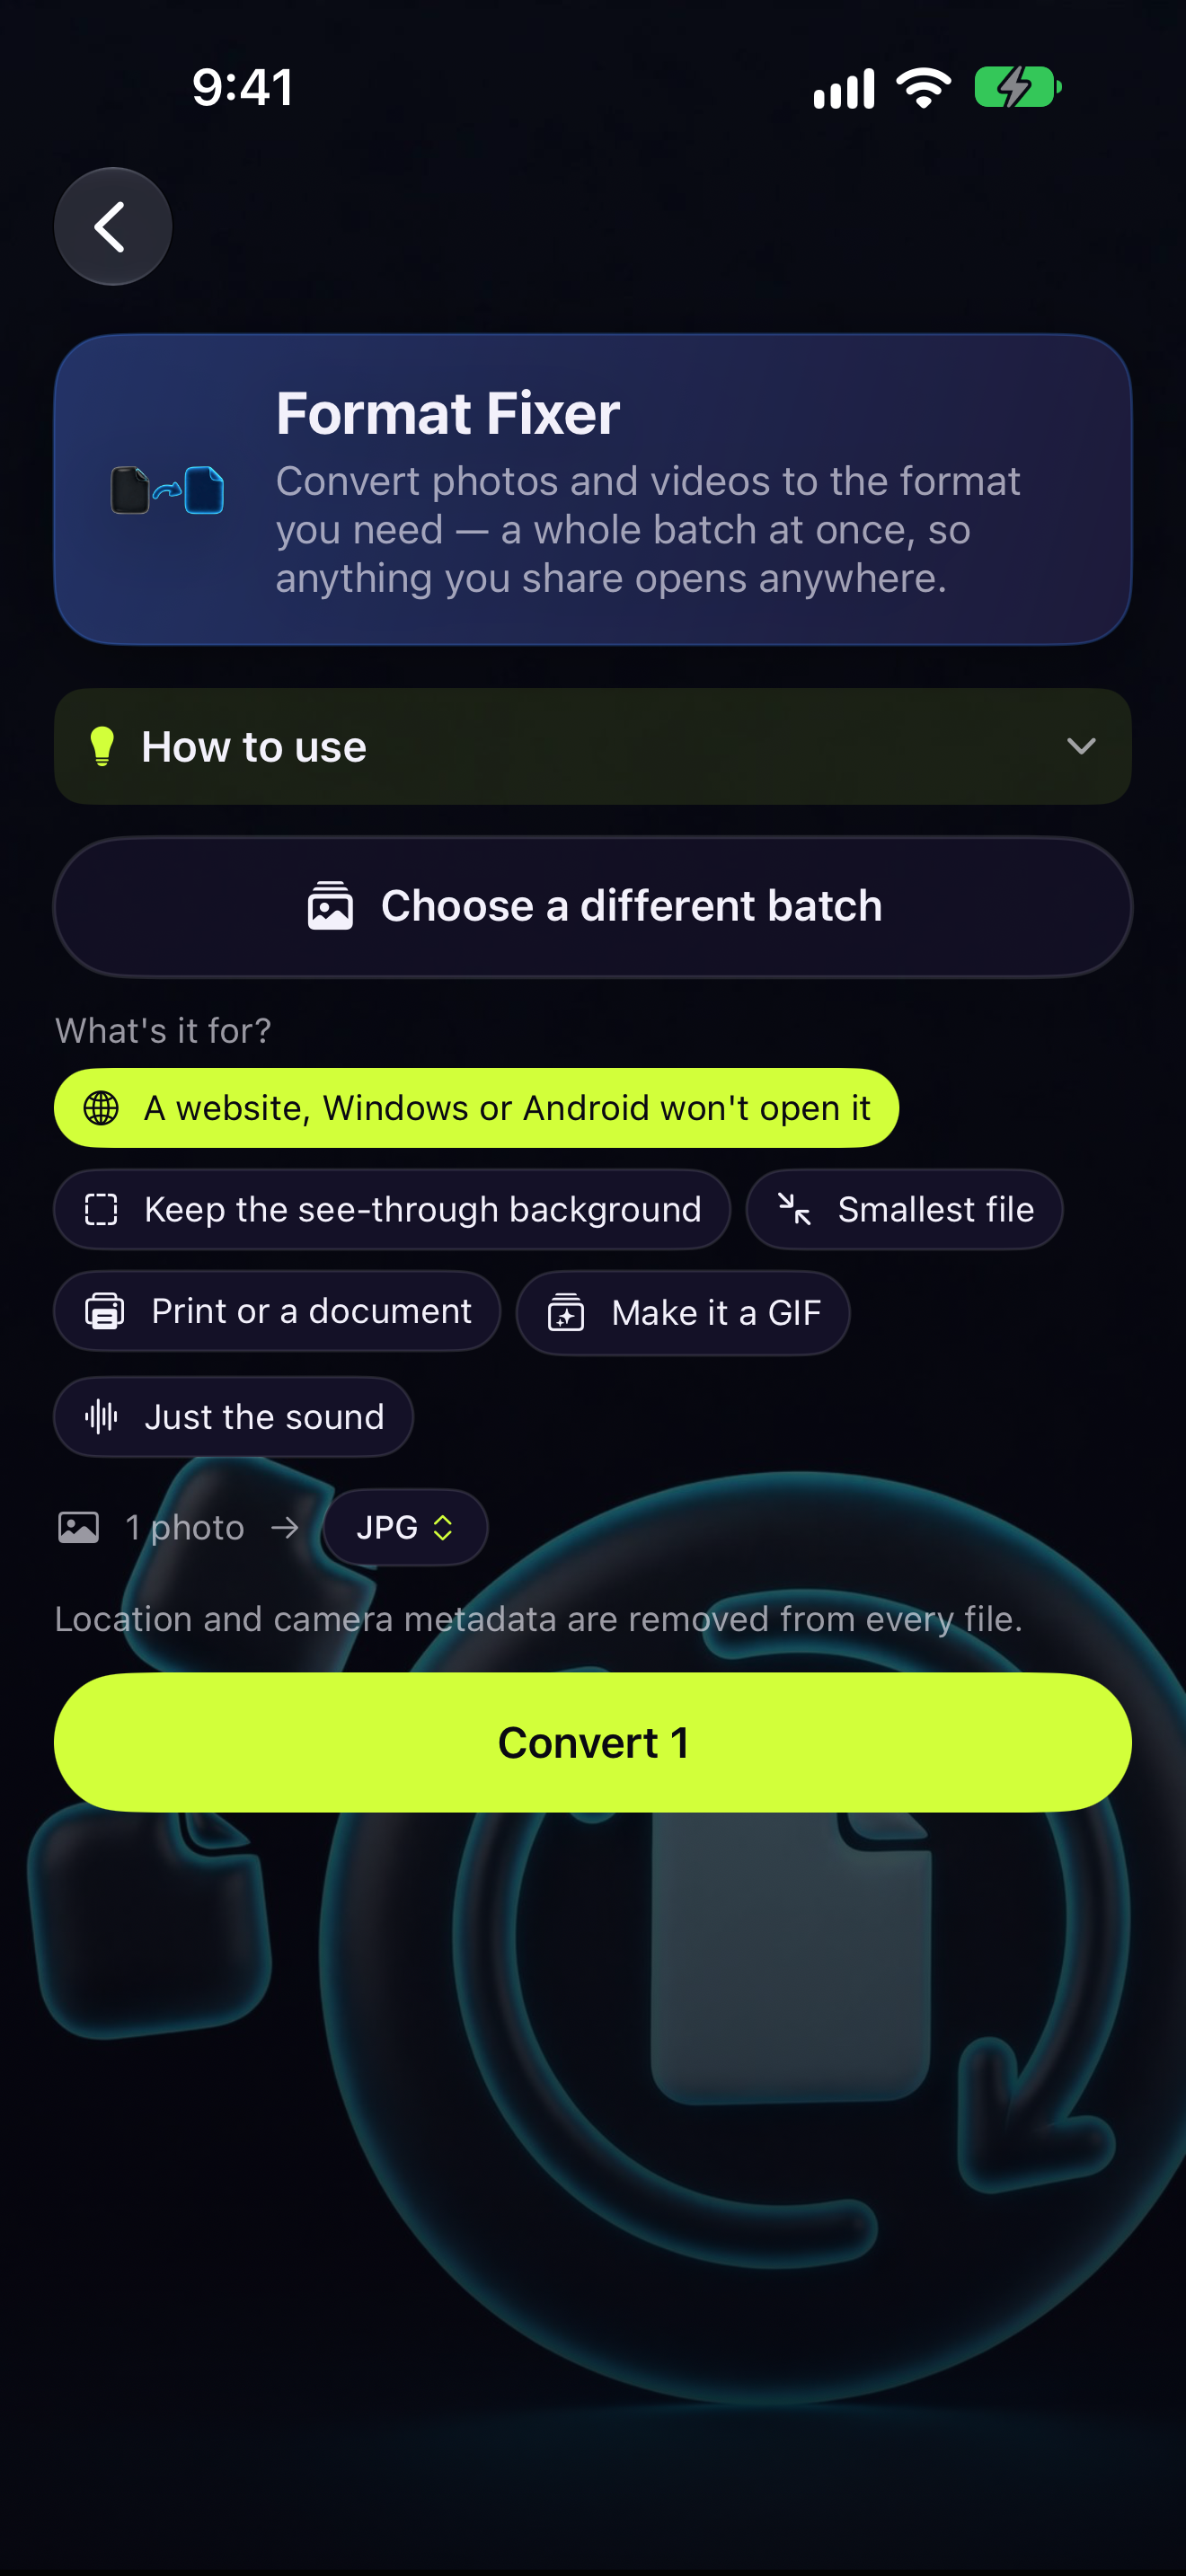 9:41
Format Fixer
Convert photos and videos to the format
you need — a whole batch at once, so
anything you share opens anywhere.
How to use
Choose a different batch
What's it for?
A website, Windows or Android won't open it
Keep the see-through background
Smallest file
Print or a document
Make it a GIF
Just the sound
1 photo → JPG
Location and camera metadata are removed from every file.
Convert 1